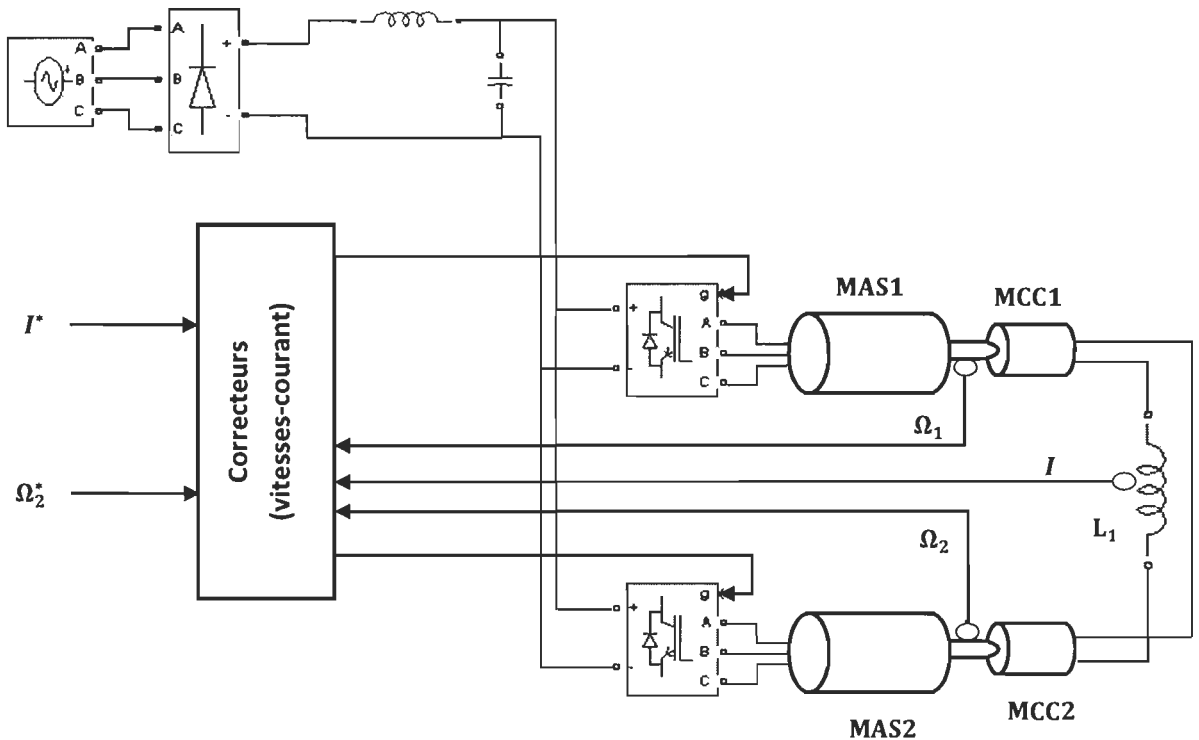 A
B
C
A
B
C
+
-
Correcteurs
(vitesses-courant)
I*
Ω₂*
g
+
-
A
B
C
MAS1
MCC1
Ω₁
I
L₁
Ω₂
g
+
-
A
B
C
MAS2
MCC2